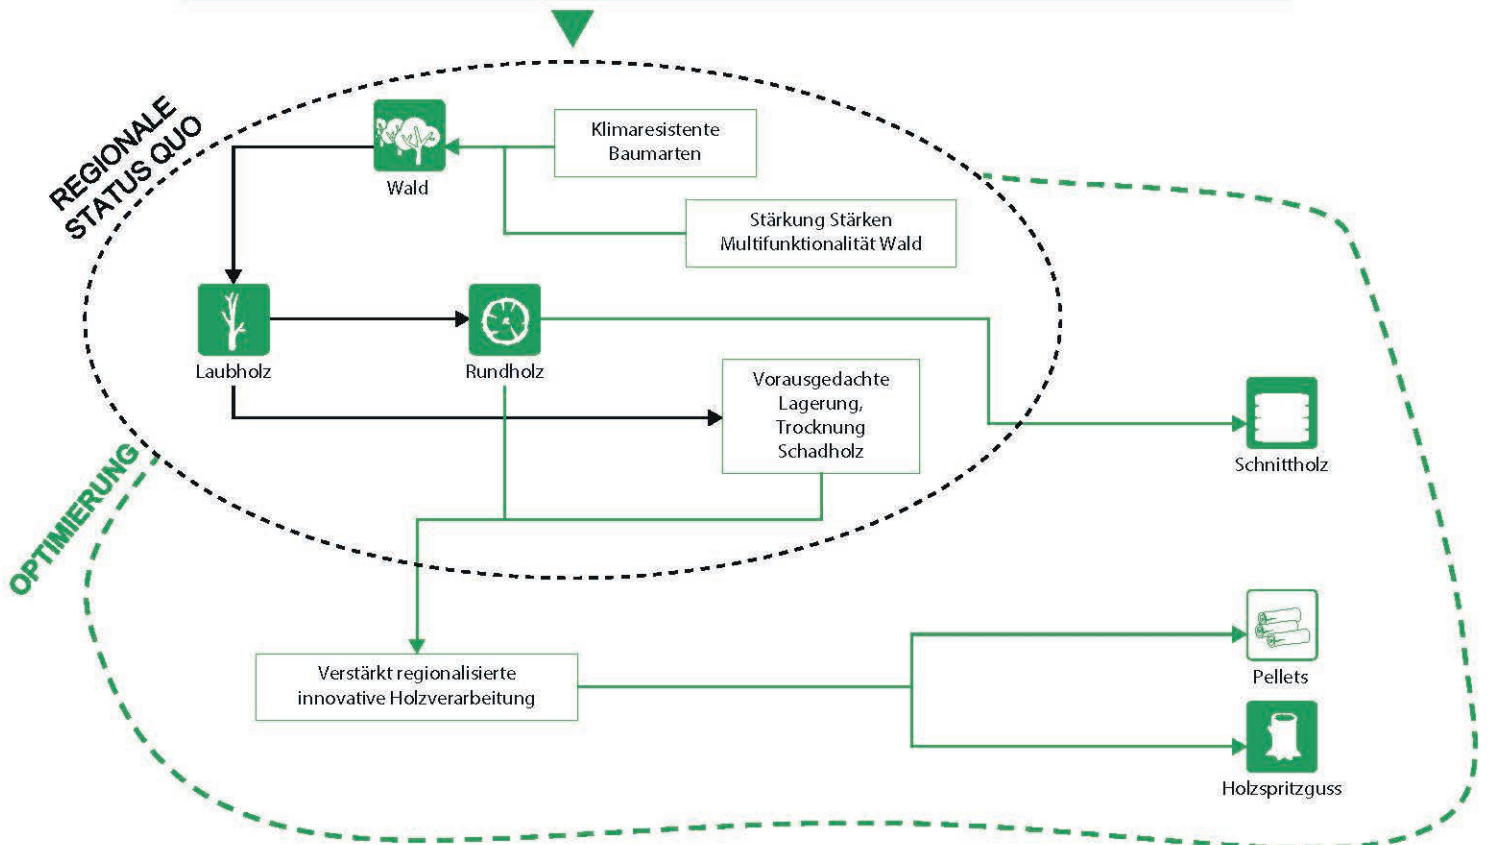 REGIONALE
STATUS QUO
Klimaresistente
Baumarten
Wald
Stärkung Stärken
Multifunktionalität Wald
Laubholz
Rundholz
Vorausgedachte
Lagerung,
Trocknung
Schadholz
Schnittholz
OPTIMIERUNG
Verstärkt regionalisierte
innovative Holzverarbeitung
Pellets
Holzspritzguss